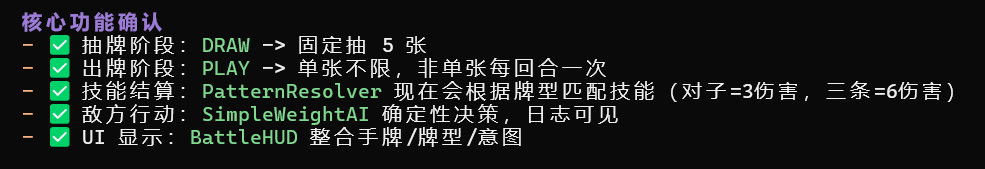 核心功能确认
- ✅ 抽牌阶段: DRAW -> 固定抽 5 张
- ✅ 出牌阶段: PLAY -> 单张不限, 非单张每回合一次
- ✅ 技能结算: PatternResolver 现在会根据牌型匹配技能 (对子=3伤害, 三条=6伤害)
- ✅ 敌方行动: SimpleWeightAI 确定性决策, 日志可见
- ✅ UI 显示: BattleHUD 整合手牌/牌型/意图